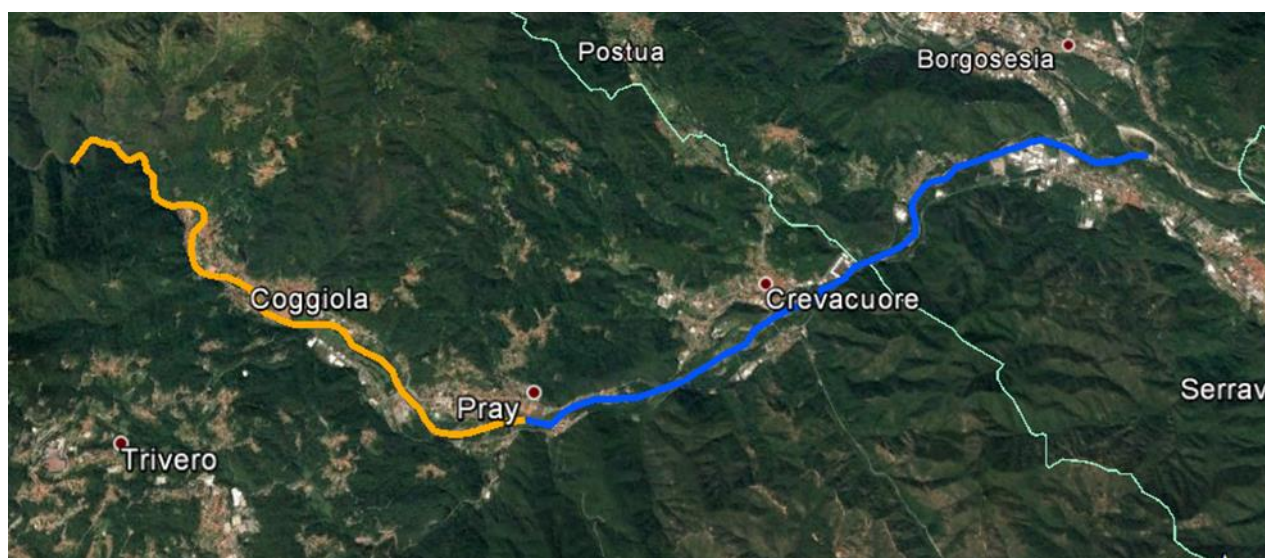 Postua
Borgosesia
Coggiola
Crevacuore
Pray
Serrav
Trivero